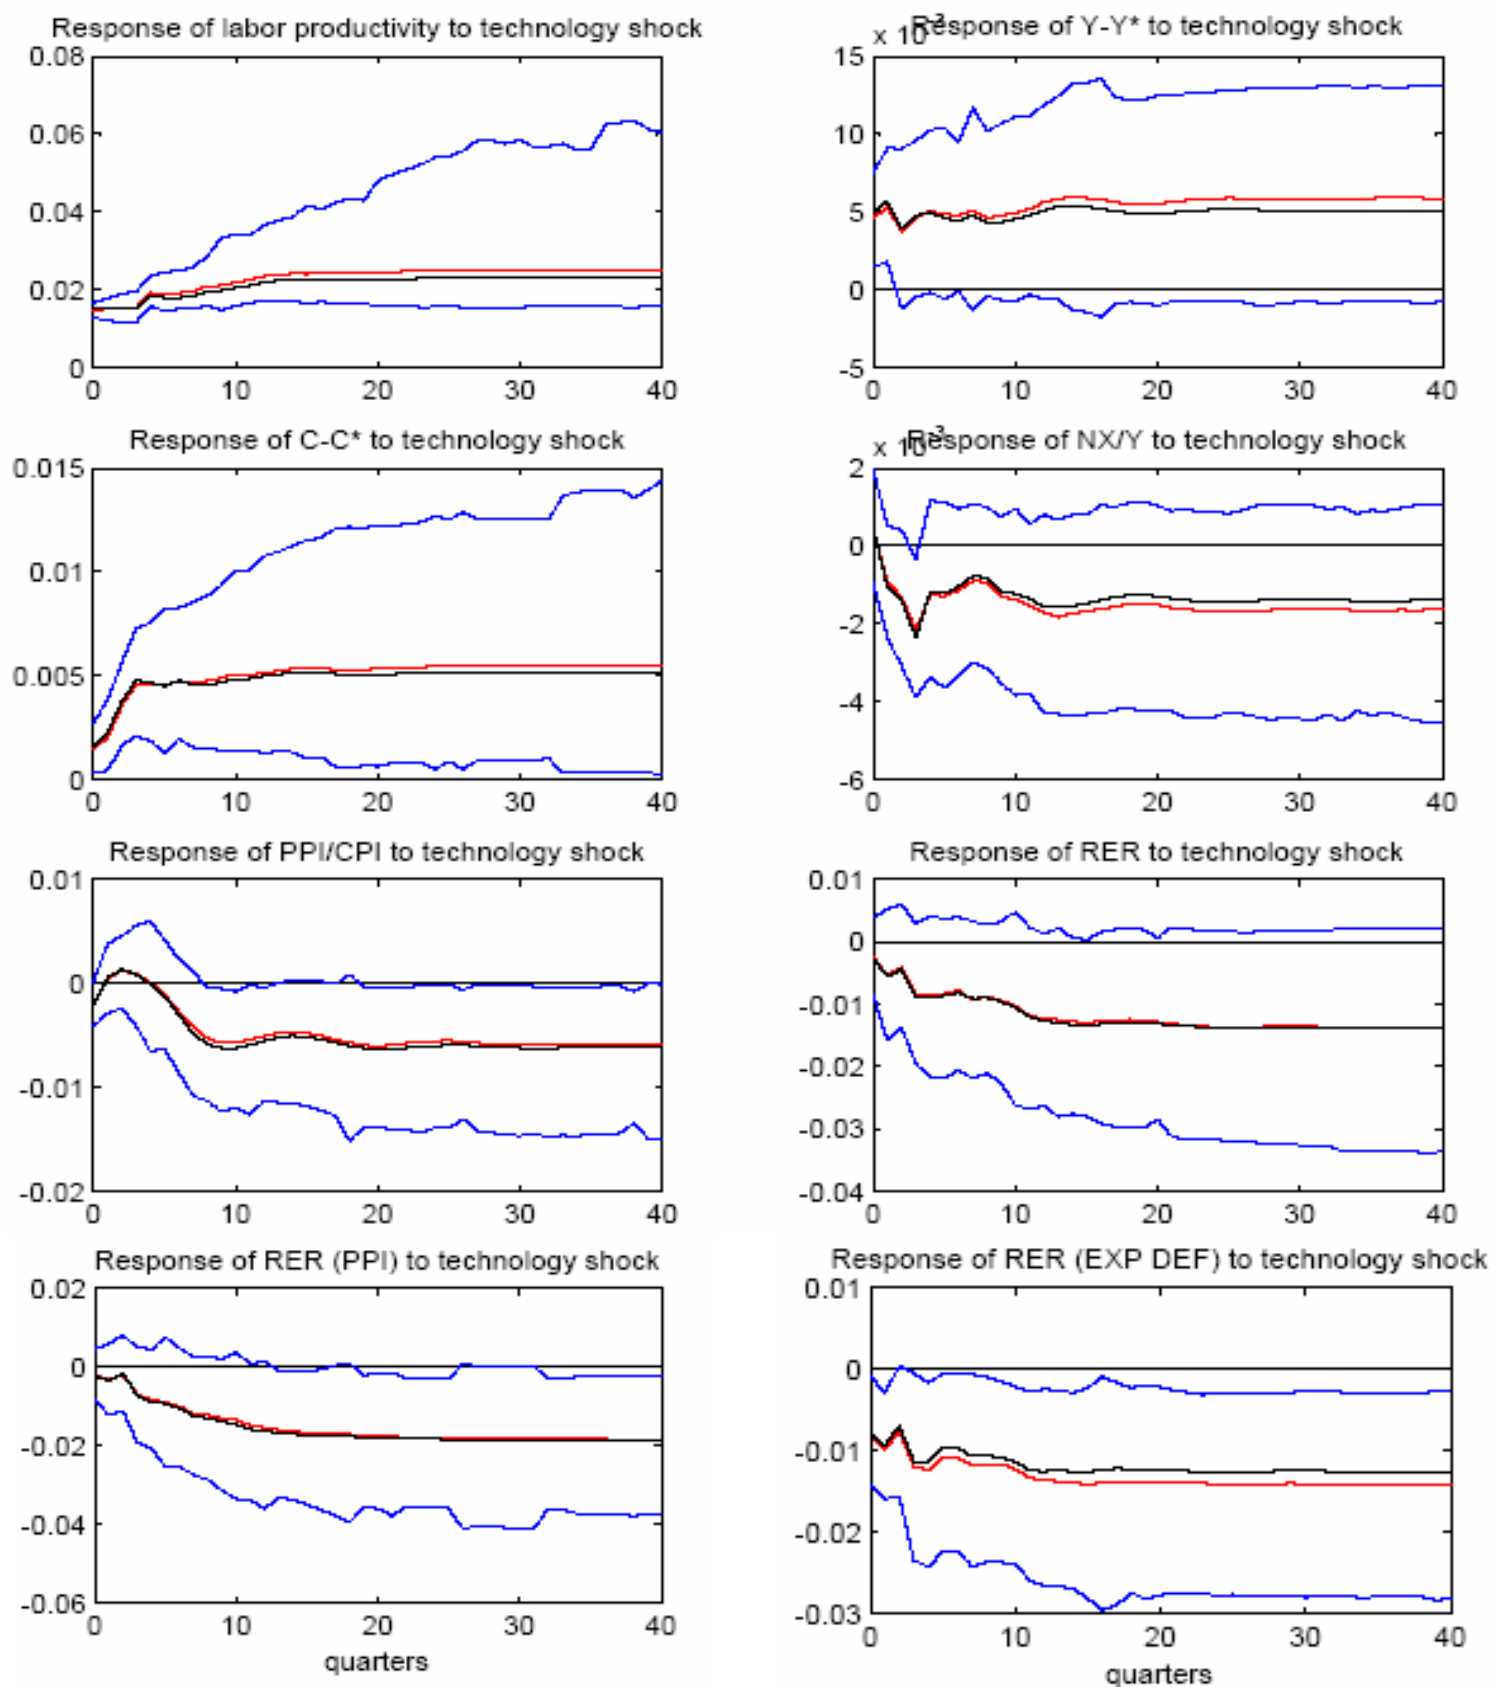 Response of labor productivity to technology shock
0.08
0.06
0.04
0.02
0
0 10 20 30 40
x 10-3
Response of Y-Y* to technology shock
15
10
5
0
-5
0 10 20 30 40
Response of C-C* to technology shock
0.015
0.01
0.005
0
0 10 20 30 40
x 10-3
Response of NX/Y to technology shock
2
0
-2
-4
-6
0 10 20 30 40
Response of PPI/CPI to technology shock
0.01
0
-0.01
-0.02
0 10 20 30 40
Response of RER to technology shock
0.01
0
-0.01
-0.02
-0.03
-0.04
0 10 20 30 40
Response of RER (PPI) to technology shock
0.02
0
-0.02
-0.04
-0.06
0 10 20 30 40
quarters
Response of RER (EXP DEF) to technology shock
0.01
0
-0.01
-0.02
-0.03
0 10 20 30 40
quarters